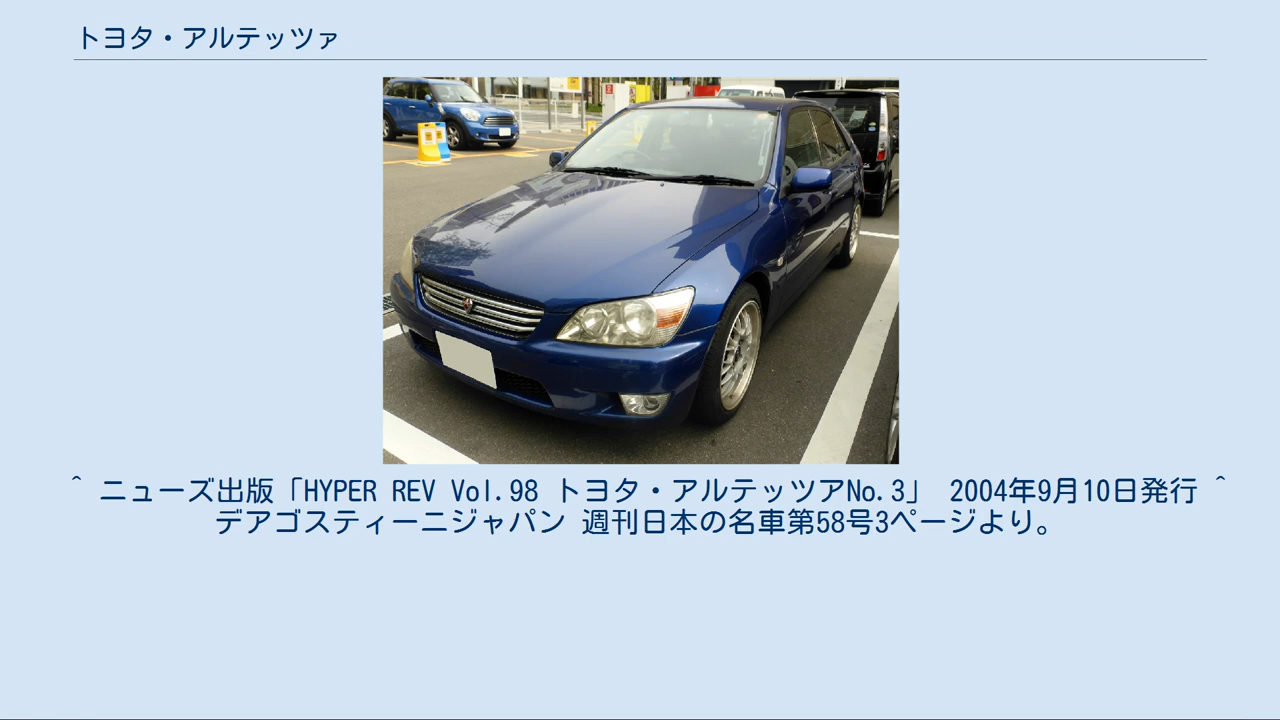 トヨタ・アルテッツァ
^ ニューズ出版「HYPER REV Vol.98 トヨタ・アルテッツアNo.3」 2004年9月10日発行 ^
デアゴスティーニジャパン 週刊日本の名車第58号3ページより。